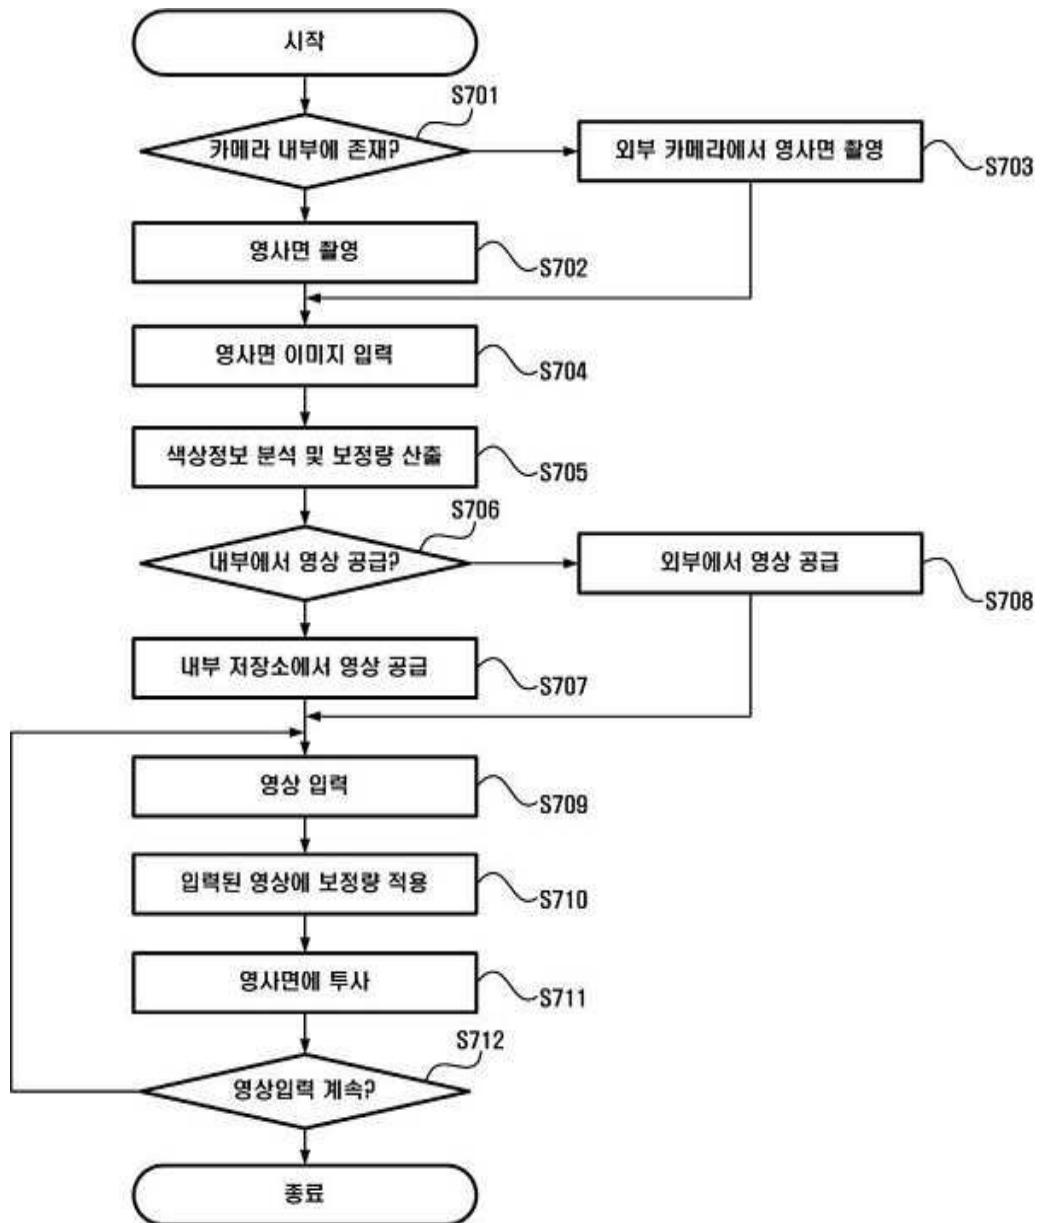 시작
S701
카메라 내부에 존재?
외부 카메라에서 영사면 촬영
S703
영사면 촬영
S702
영사면 이미지 입력
S704
색상정보 분석 및 보정량 산출
S705
S706
내부에서 영상 공급?
외부에서 영상 공급
S708
내부 저장소에서 영상 공급
S707
영상 입력
S709
입력된 영상에 보정량 적용
S710
영사면에 투사
S711
S712
영상입력 계속?
종료